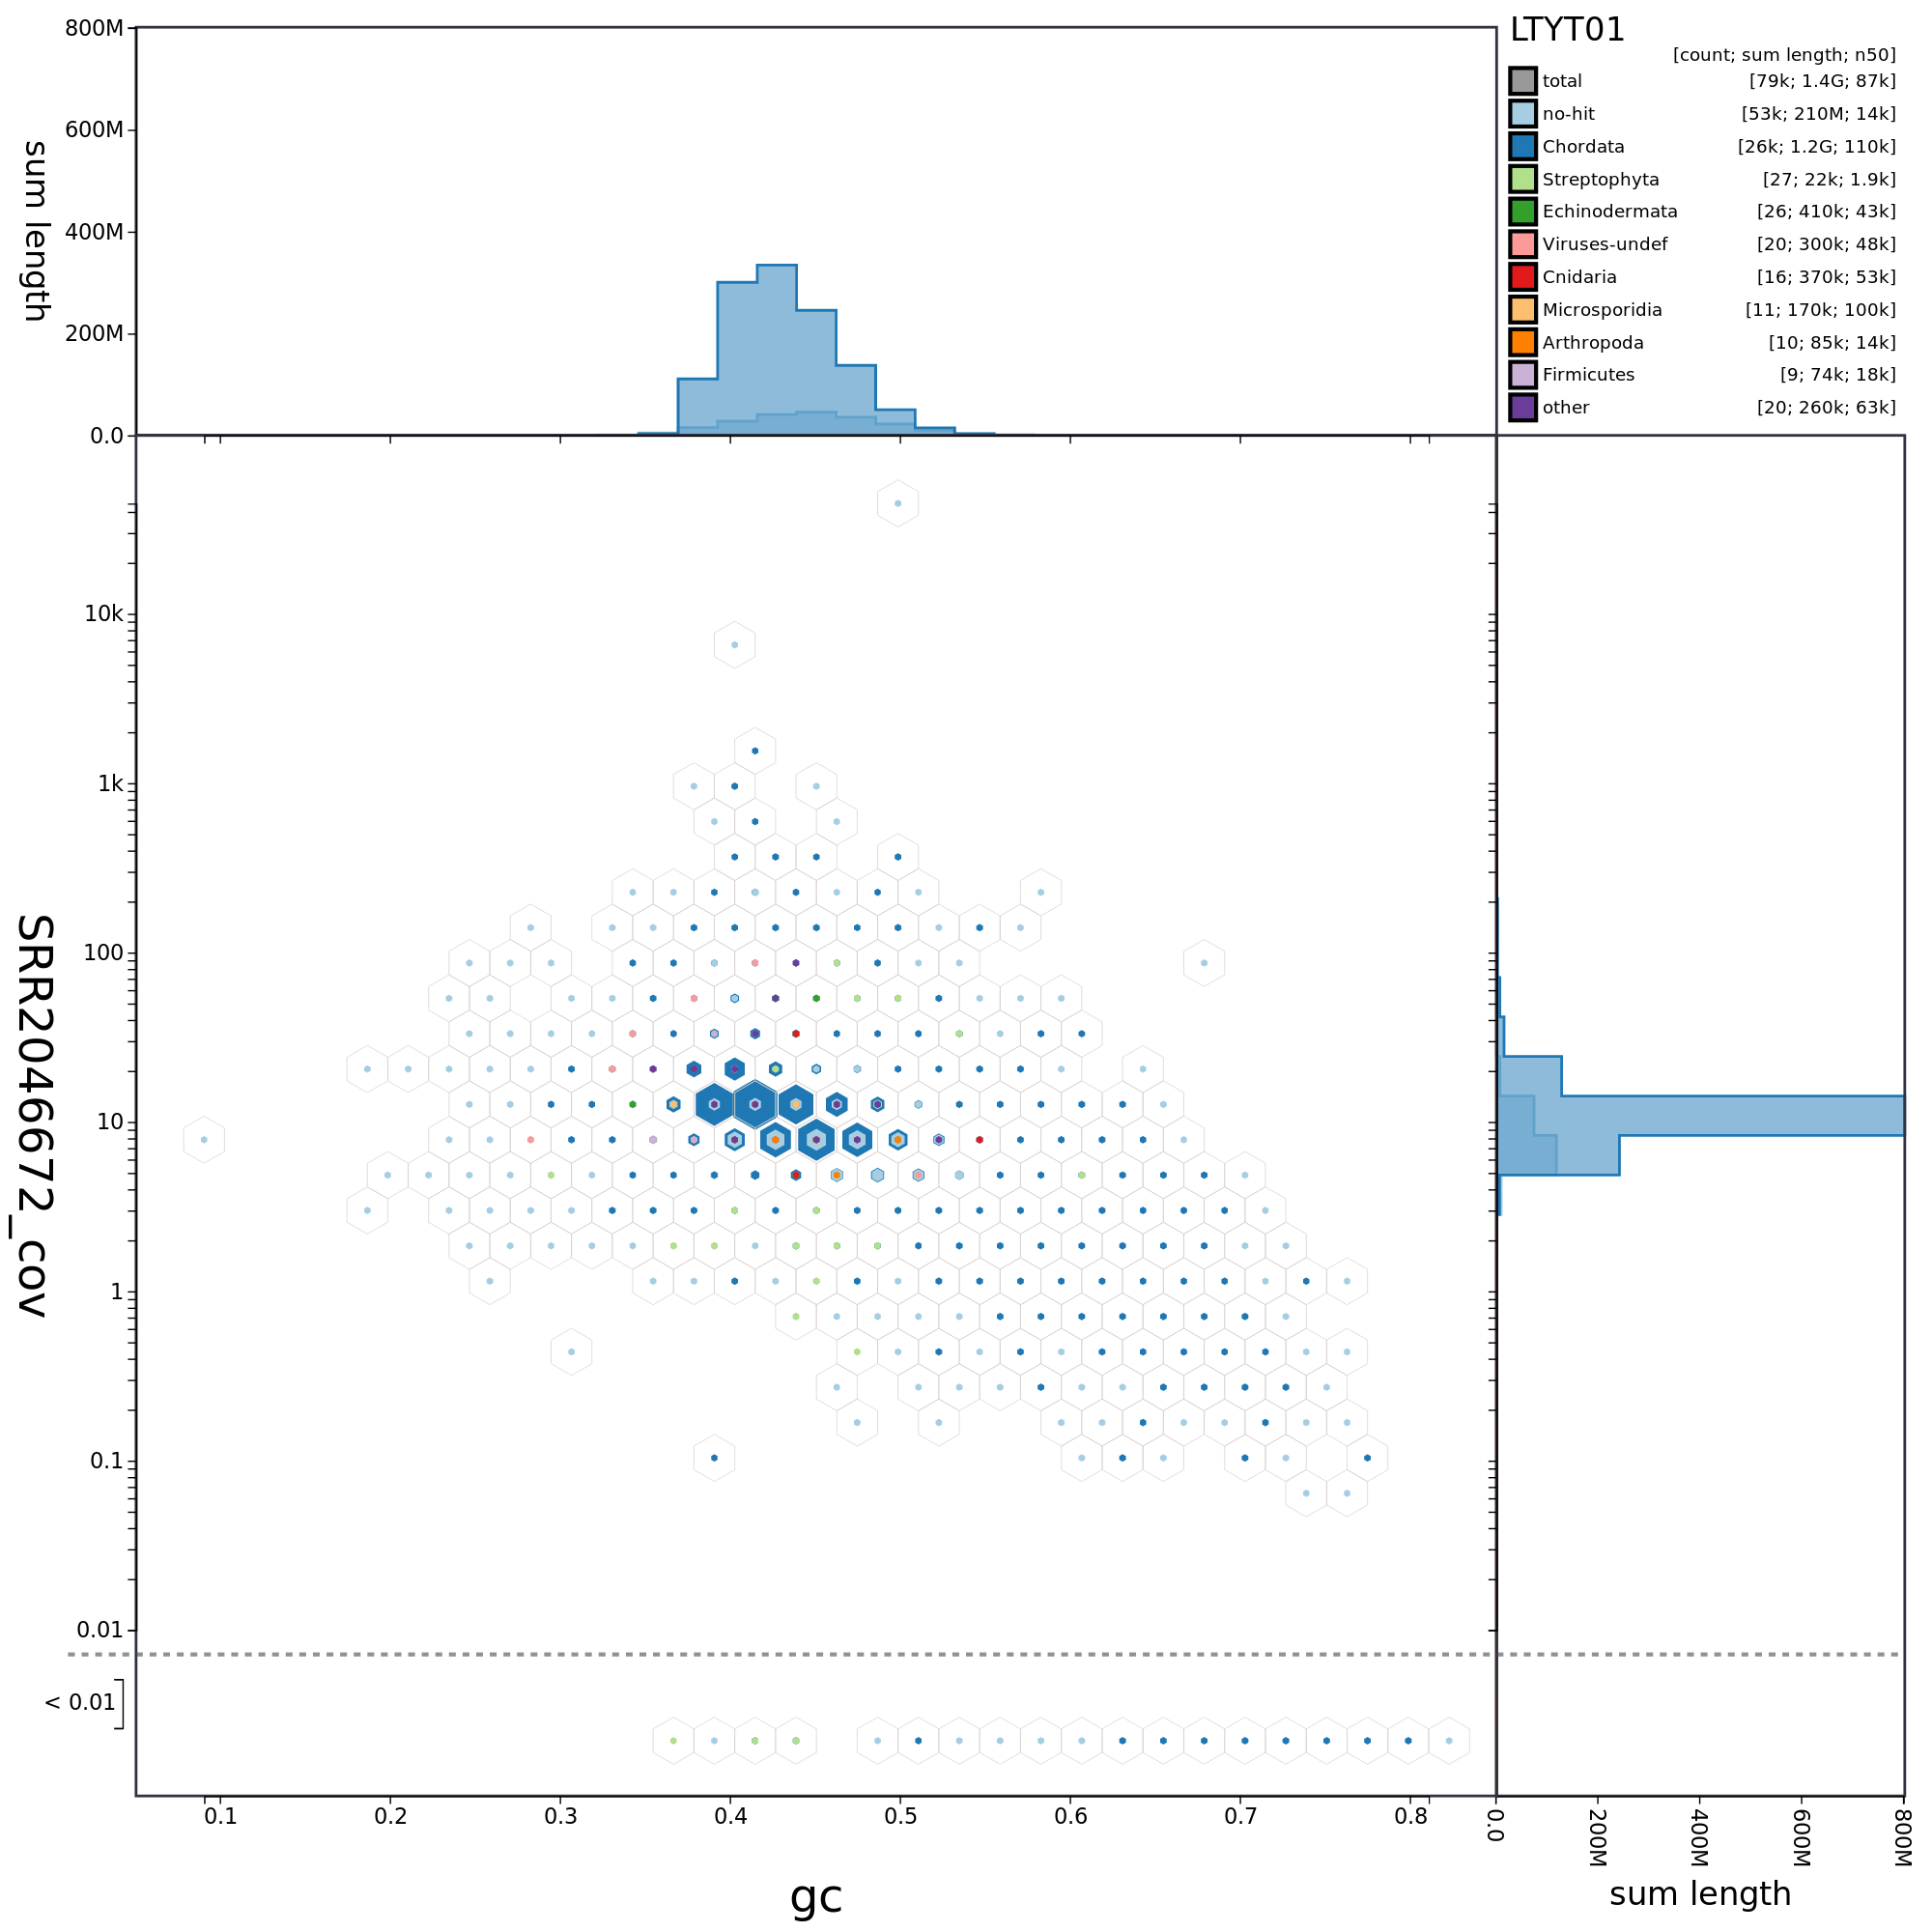 LTYT01
[count; sum length; n50]
total [79k; 1.4G; 87k]
no-hit [53k; 210M; 14k]
Chordata [26k; 1.2G; 110k]
Streptophyta [27; 22k; 1.9k]
Echinodermata [26; 410k; 43k]
Viruses-undef [20; 300k; 48k]
Cnidaria [16; 370k; 53k]
Microsporidia [11; 170k; 100k]
Arthropoda [10; 85k; 14k]
Firmicutes [9; 74k; 18k]
other [20; 260k; 63k]
800M
600M
400M
200M
0.0
sum length
10k
1k
100
10
1
0.1
0.01
< 0.01
SRR2046672_cov
0.1 0.2 0.3 0.4 0.5 0.6 0.7 0.8
gc
0.0 200M 400M 600M 800M
sum length